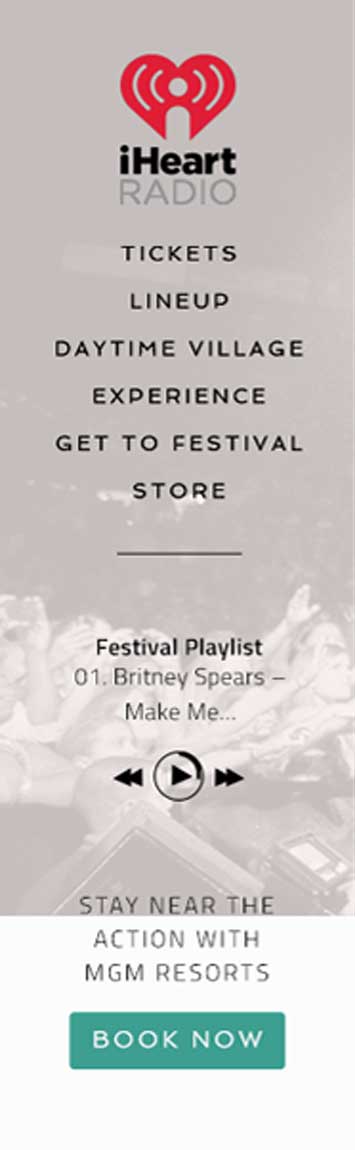 iHeart
RADIO
TICKETS
LINEUP
DAYTIME VILLAGE
EXPERIENCE
GET TO FESTIVAL
STORE
Festival Playlist
01. Britney Spears –
Make Me...
STAY NEAR THE
ACTION WITH
MGM RESORTS
BOOK NOW